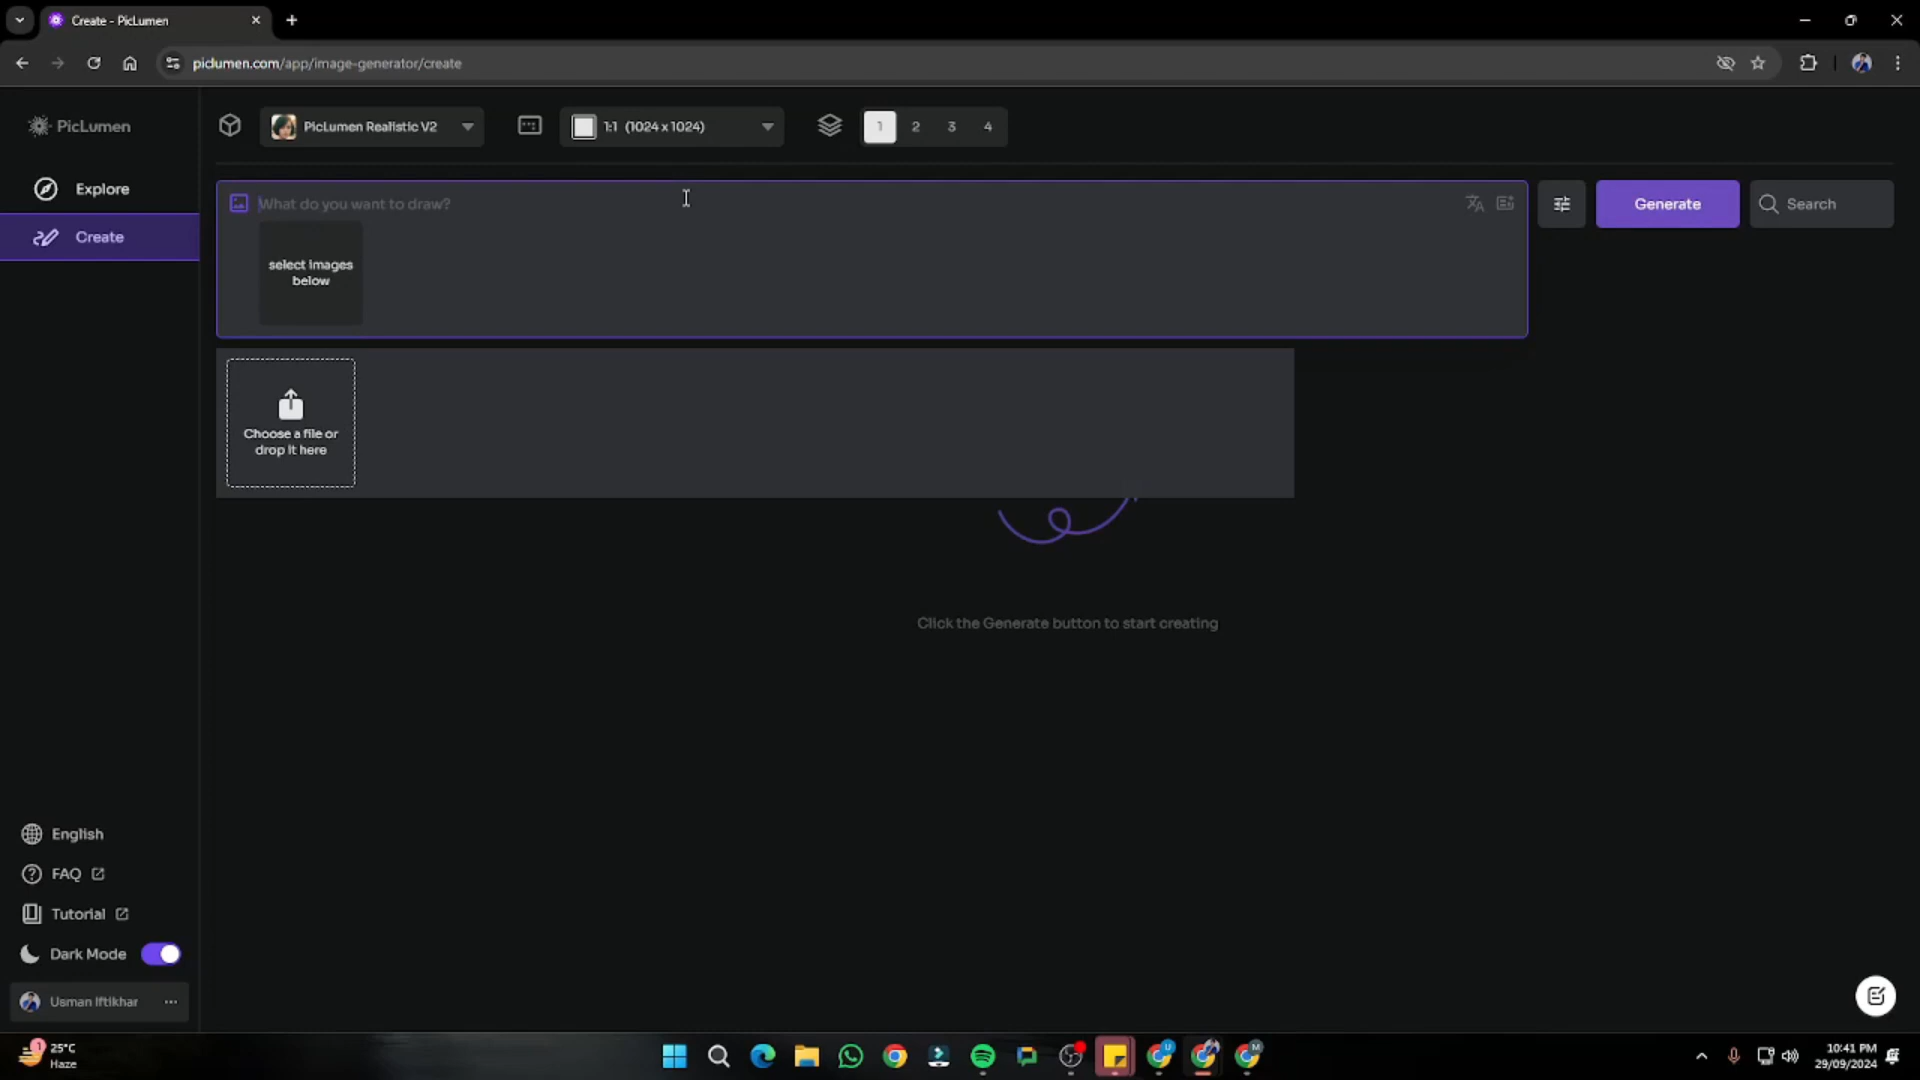 Create - PicLumen
piclumen.com/app/image-generator/create
PicLumen
PicLumen Realistic V2
1:1 (1024 x 1024)
1
2
3
4
Explore
Create
What do you want to draw?
Generate
Search
select images
below
Choose a file or
drop it here
Click the Generate button to start creating
English
FAQ
Tutorial
Dark Mode
Usman Iftikhar
...
1
25°C
Haze
U
M
10:41 PM
29/09/2024